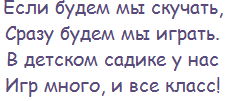 Если будем мы скучать,
Сразу будем мы играть.
В детском садике у нас
Игр много, и все класс!